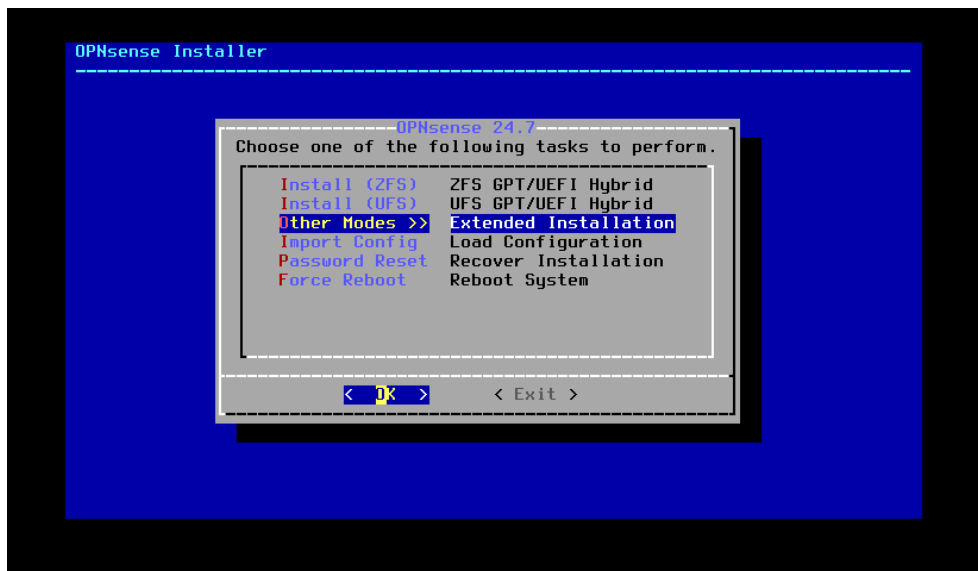 OPNsense Installer
OPNsense 24.7
Choose one of the following tasks to perform.
Install (ZFS) ZFS GPT/UEFI Hybrid
Install (UFS) UFS GPT/UEFI Hybrid
Other Modes >> Extended Installation
Import Config Load Configuration
Password Reset Recover Installation
Force Reboot Reboot System
< OK > < Exit >